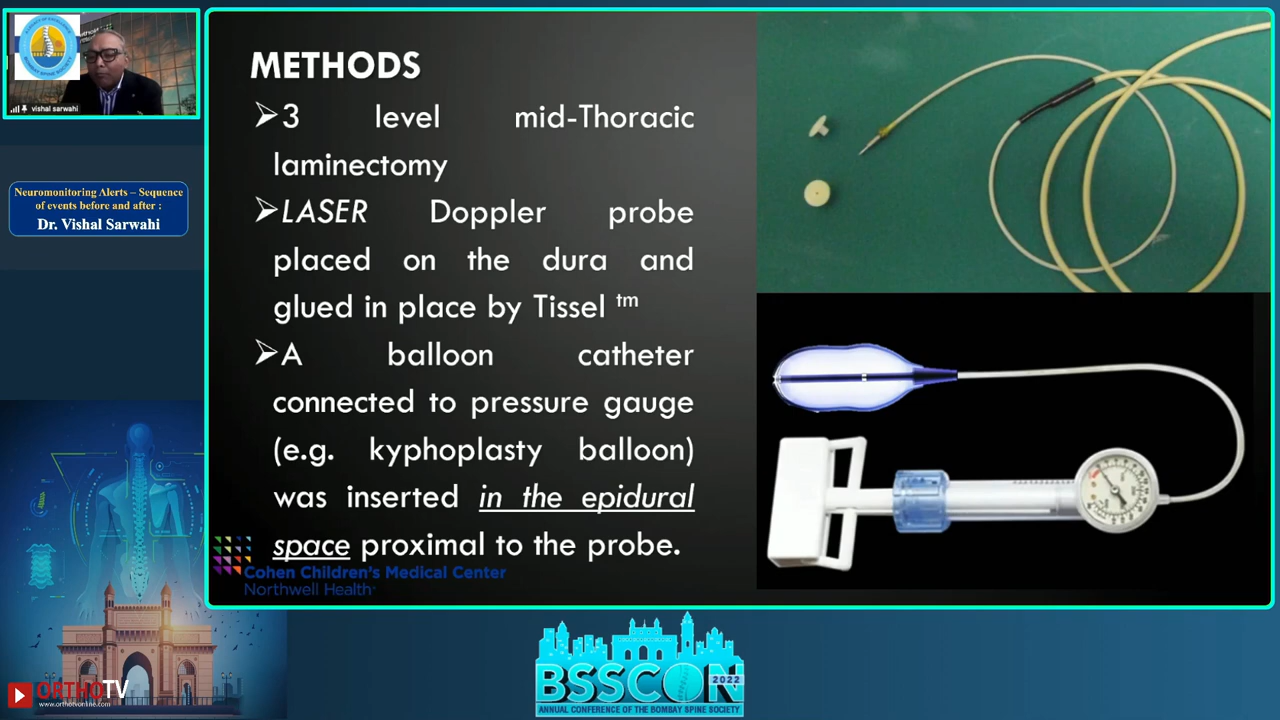 vishal sarwahi
Neuromonitoring Alerts – Sequence
of events before and after :
Dr. Vishal Sarwahi
METHODS
➢3 level mid-Thoracic
laminectomy
➢LASER Doppler probe
placed on the dura and
glued in place by Tissel tm
➢A balloon catheter
connected to pressure gauge
(e.g. kyphoplasty balloon)
was inserted in the epidural
space proximal to the probe.
Cohen Children's Medical Center
Northwell Health
ORTHOTV
www.orthotvonline.com
BSSCON
2022
ANNUAL CONFERENCE OF THE BOMBAY SPINE SOCIETY